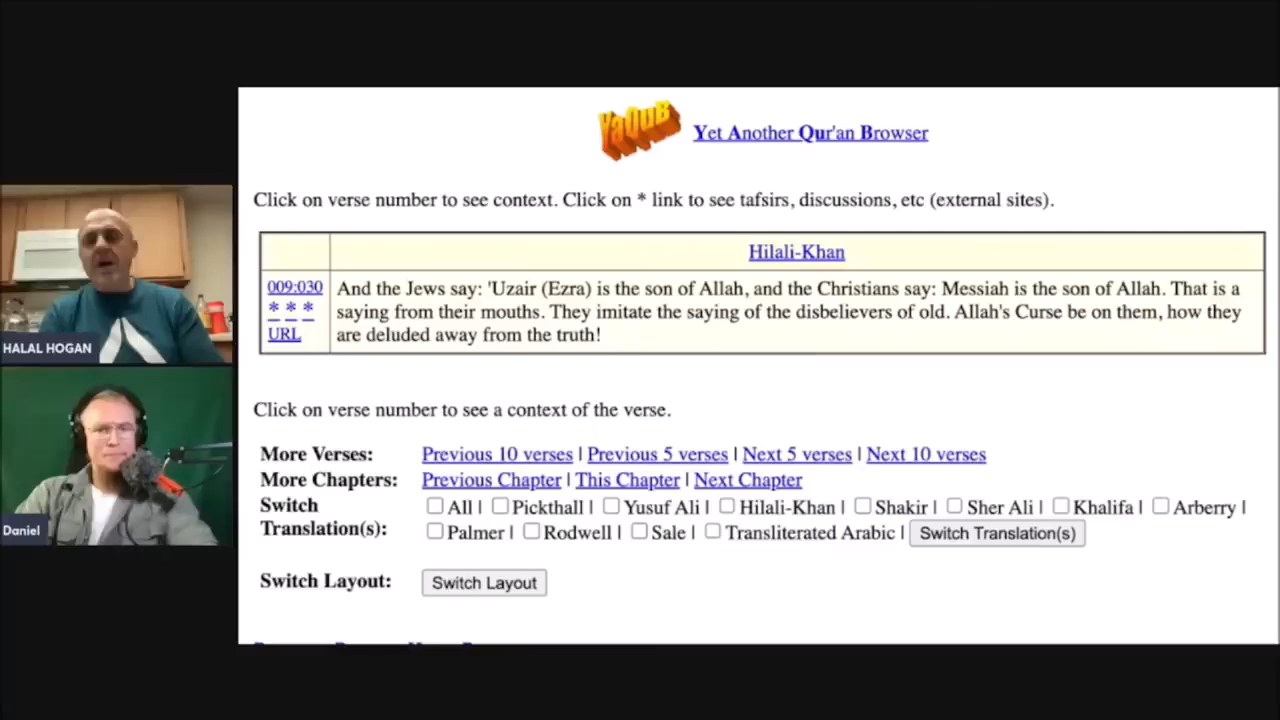 YaQuB
Yet Another Qur'an Browser
Click on verse number to see context. Click on * link to see tafsirs, discussions, etc (external sites).
Hilali-Khan
009:030
* * *
URL
And the Jews say: 'Uzair (Ezra) is the son of Allah, and the Christians say: Messiah is the son of Allah. That is a
saying from their mouths. They imitate the saying of the disbelievers of old. Allah's Curse be on them, how they
are deluded away from the truth!
HALAL HOGAN
Daniel
Click on verse number to see a context of the verse.
More Verses: Previous 10 verses | Previous 5 verses | Next 5 verses | Next 10 verses
More Chapters: Previous Chapter | This Chapter | Next Chapter
Switch Translation(s): All | Pickthall | Yusuf Ali | Hilali-Khan | Shakir | Sher Ali | Khalifa | Arberry |
Palmer | Rodwell | Sale | Transliterated Arabic | Switch Translation(s)
Switch Layout: Switch Layout